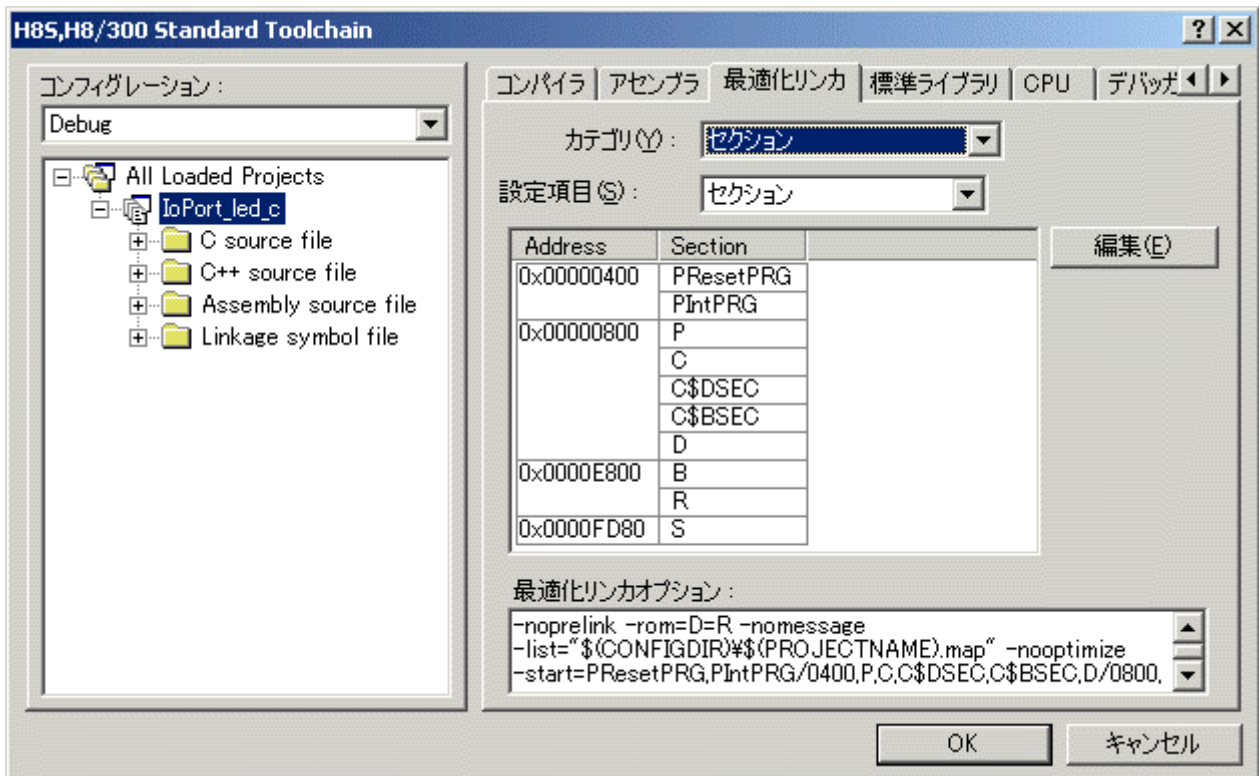 H8S,H8/300 Standard Toolchain
コンフィグレーション :
Debug
All Loaded Projects
IoPort_led_c
C source file
C++ source file
Assembly source file
Linkage symbol file
コンパイラ アセンブラ 最適化リンカ 標準ライブラリ CPU デバッガ
カテゴリ(Y) : セクション
設定項目(S) : セクション
Address Section
編集(E)
0x00000400 PResetPRG
PIntPRG
0x00000800 P
C
C$DSEC
C$BSEC
D
0x0000E800 B
R
0x0000FD80 S
最適化リンカオプション :
-noprelink -rom=D=R -nomessage
-list="$(CONFIGDIR)¥$(PROJECTNAME).map" -nooptimize
-start=PResetPRG,PIntPRG/0400,P,C,C$DSEC,C$BSEC,D/0800,
OK キャンセル